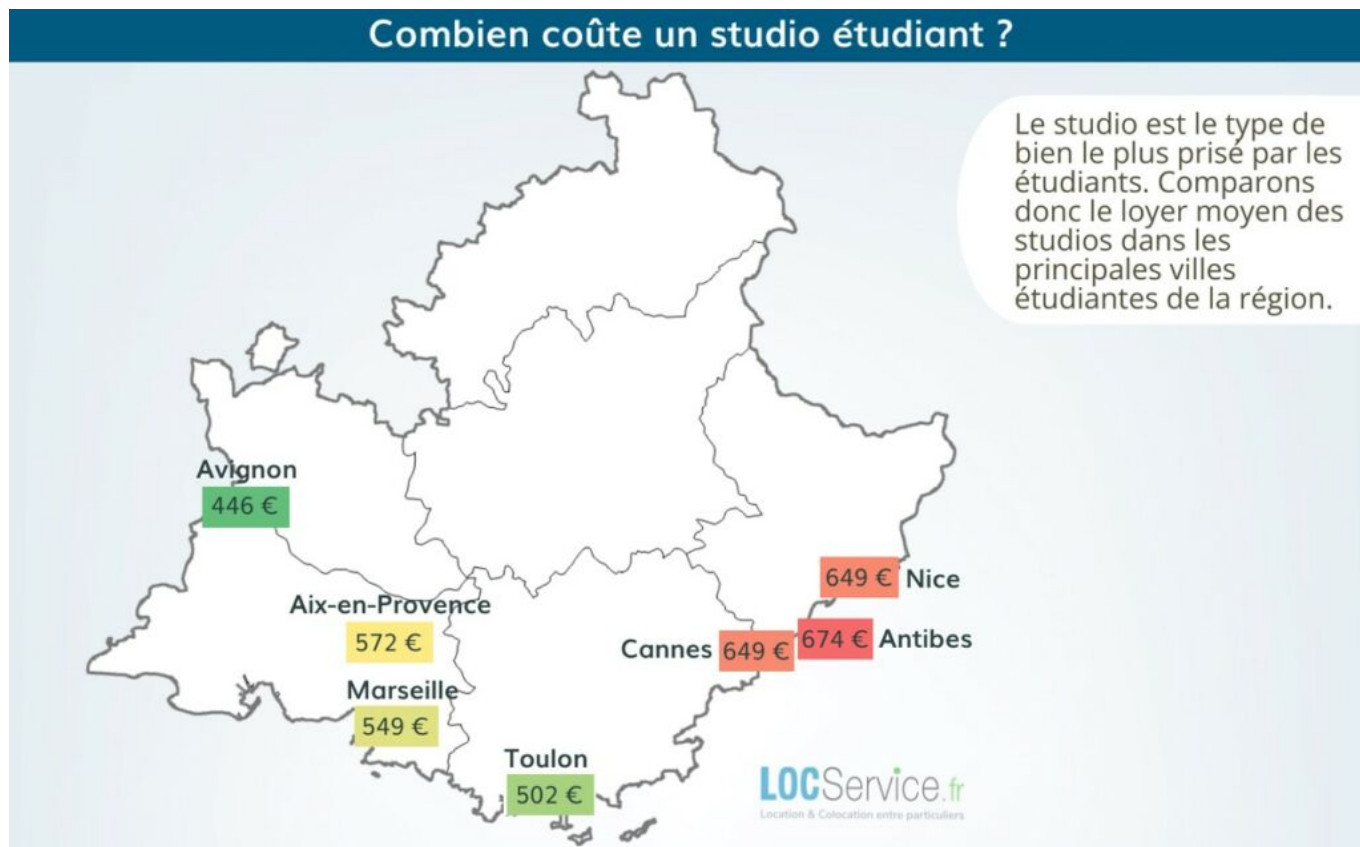 Combien coûte un studio étudiant ?
Le studio est le type de
bien le plus prisé par les
étudiants. Comparons
donc le loyer moyen des
studios dans les
principales villes
étudiantes de la région.
Avignon
446 €
649 € Nice
Aix-en-Provence
572 €
Cannes 649 €
674 € Antibes
Marseille
549 €
Toulon
502 €
LOCService.fr
Location & Colocation entre particuliers